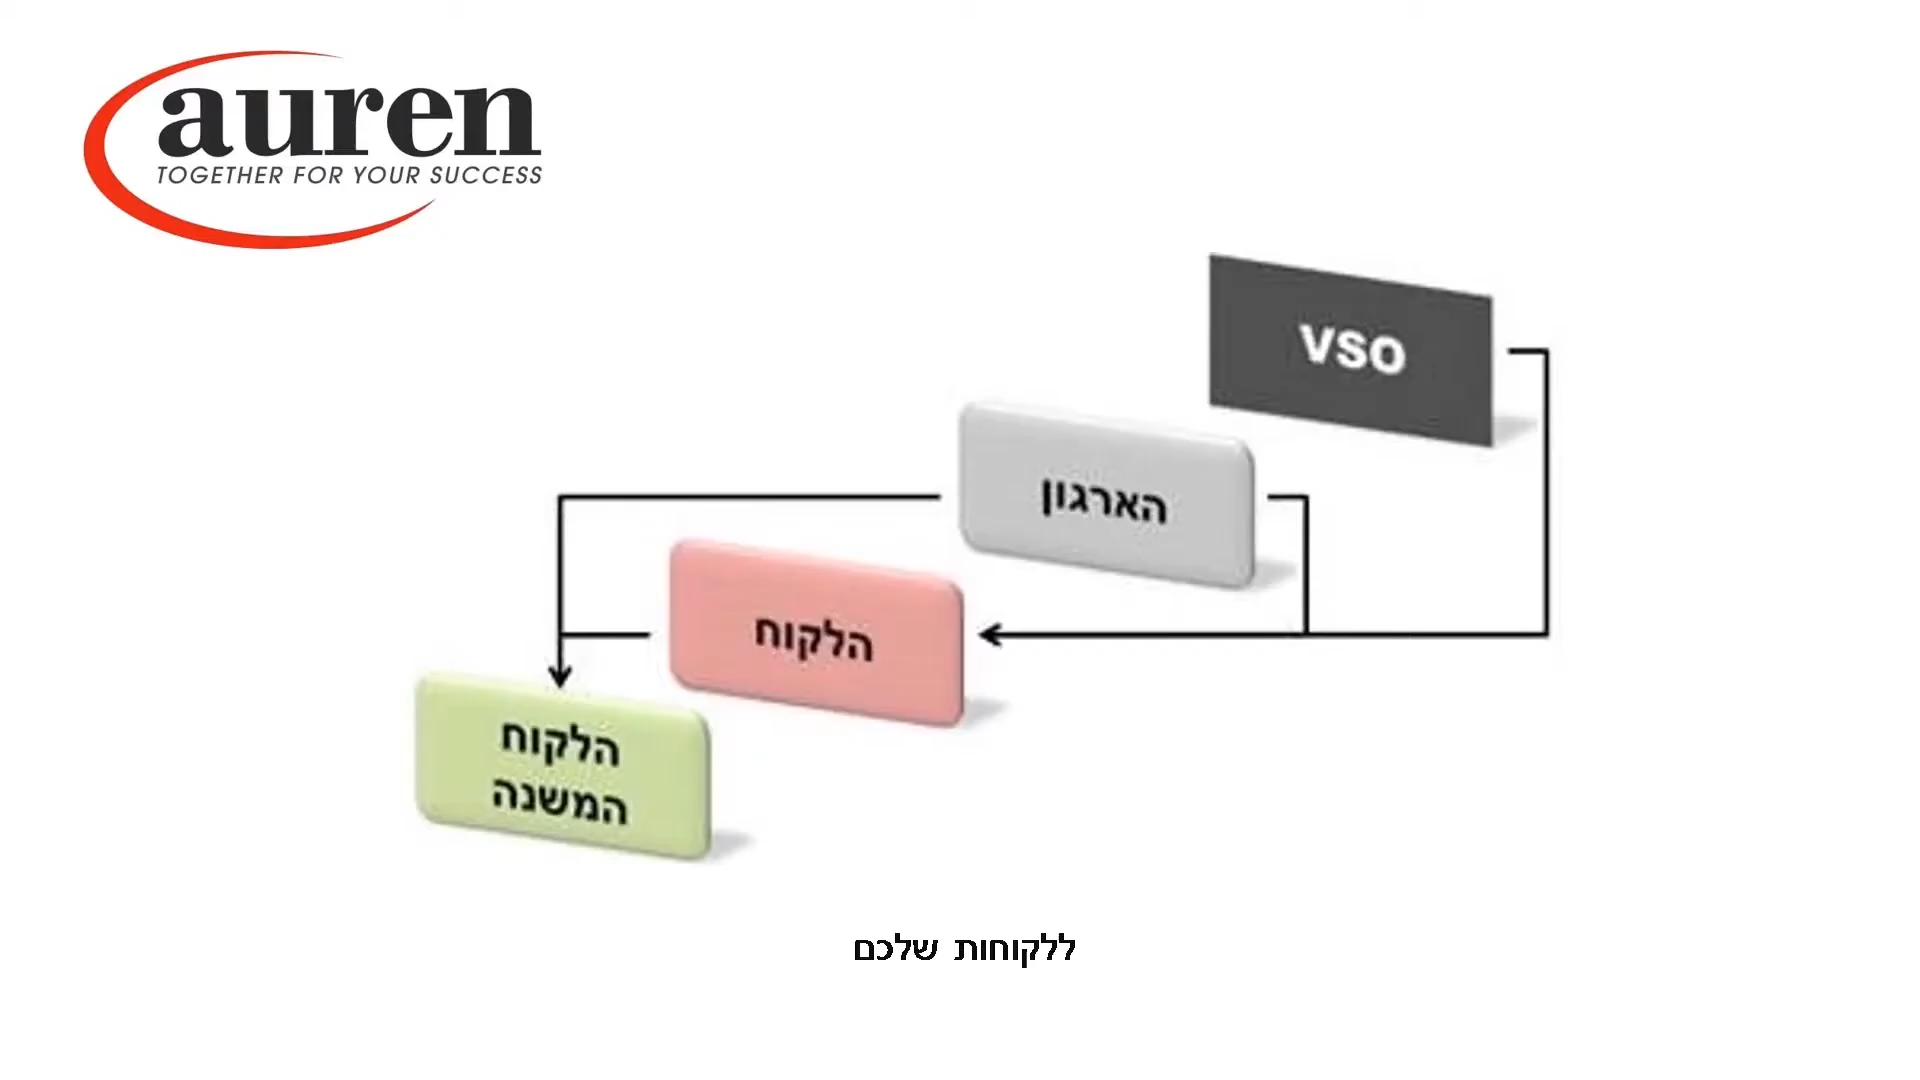 auren
TOGETHER FOR YOUR SUCCESS
VSO
הארגון
הלקוח
הלקוח
המשנה
ללקוחות שלכם